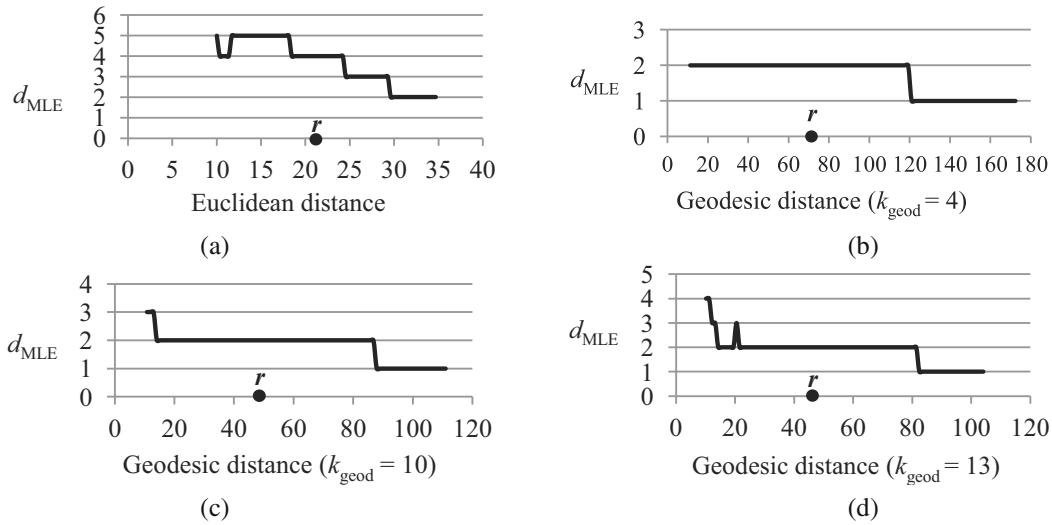 6
5
4
3
2
1
0
d_MLE
r
0 5 10 15 20 25 30 35 40
Euclidean distance
(a)
3
2
1
0
d_MLE
r
0 20 40 60 80 100 120 140 160 180
Geodesic distance (k_geod = 4)
(b)
4
3
2
1
0
d_MLE
r
0 20 40 60 80 100 120
Geodesic distance (k_geod = 10)
(c)
5
4
3
2
1
0
d_MLE
r
0 20 40 60 80 100 120
Geodesic distance (k_geod = 13)
(d)